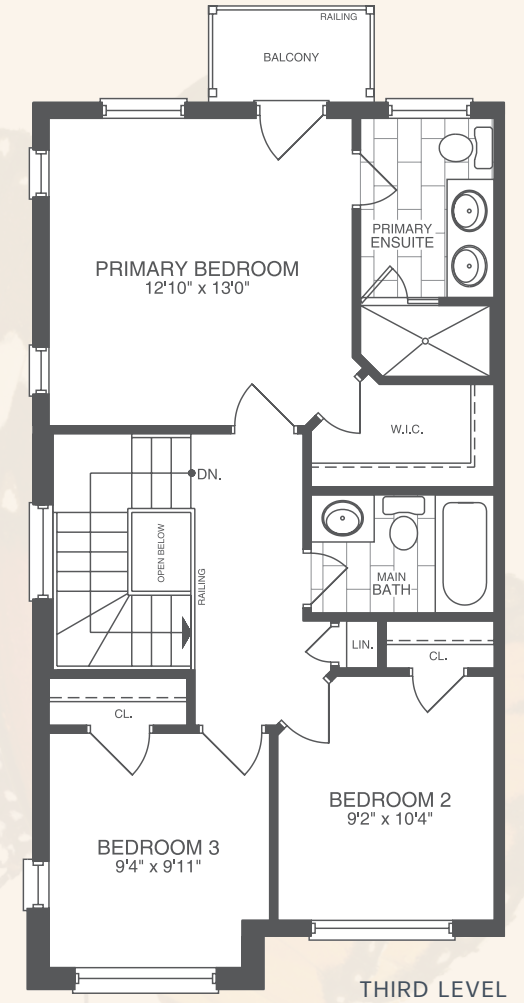 RAILING
BALCONY
PRIMARY
ENSUITE
PRIMARY BEDROOM
12'10" x 13'0"
W.I.C.
DN.
OPEN BELOW
RAILING
MAIN
BATH
LIN.
CL.
CL.
BEDROOM 2
9'2" x 10'4"
BEDROOM 3
9'4" x 9'11"
THIRD LEVEL